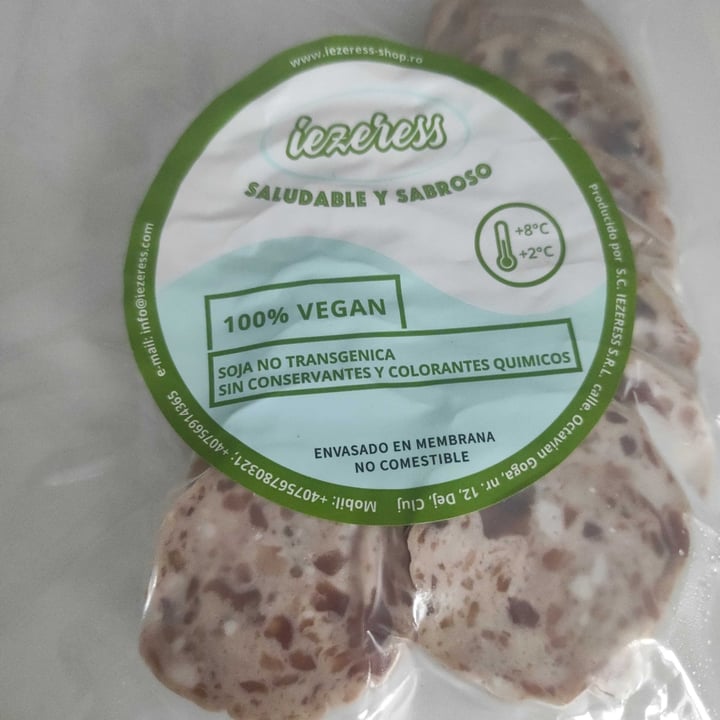 www.iezeress-shop.ro
iezeress
SALUDABLE Y SABROSO
+8°C
+2°C
100% VEGAN
SOJA NO TRANSGENICA
SIN CONSERVANTES Y COLORANTES QUIMICOS
ENVASADO EN MEMBRANA
NO COMESTIBLE
Producido por S.C. IEZERESS S.R.L. calle. Octavian Goga, nr. 12, Dej, Cluj
Mobil: +40756780321; +40756914365
e-mail: info@iezeress.com